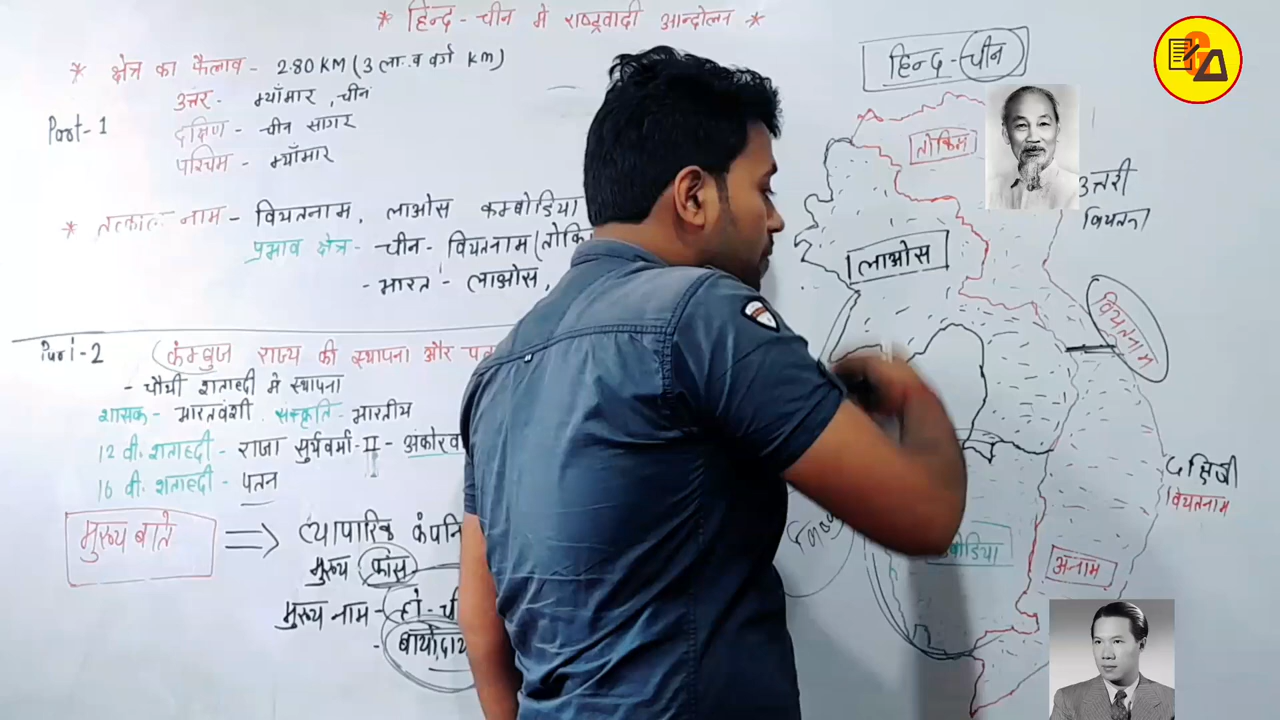 * हिन्द - चीन में राष्ट्रवादी आन्दोलन *
* क्षेत्र का फैलाव - 2.80 KM (3 ला. व वर्ग km)
उत्तर - म्याँमार, चीन
Part-1
दक्षिण - चीन सागर
पश्चिम - म्याँमार
* तत्काल नाम - वियतनाम, लाओस कम्बोडिया
प्रभाव क्षेत्र - चीन - वियतनाम (तोकि
- भारत - लाओस,
Part-2
कंम्बुज राज्य की स्थापना और पत
- चौथी शताब्दी मे स्थापना
शासक - भारतवंशी. संस्कृति - भारतीय
12 वी. शताब्दी - राजा सुर्यवर्मा-II - अंकोरव
16 वी. शताब्दी - पतन
मुख्य बाते ⇒ व्यापारिक कंपनि
मुख्य फ्रांस
मुख्य नाम - हो - ची
- बायोदाय
हिन्द - चीन
तोकिन
उत्तरी
वियतना
लाओस
वियतनाम
दक्षिणी
वियतनाम
बोडिया
अनाम